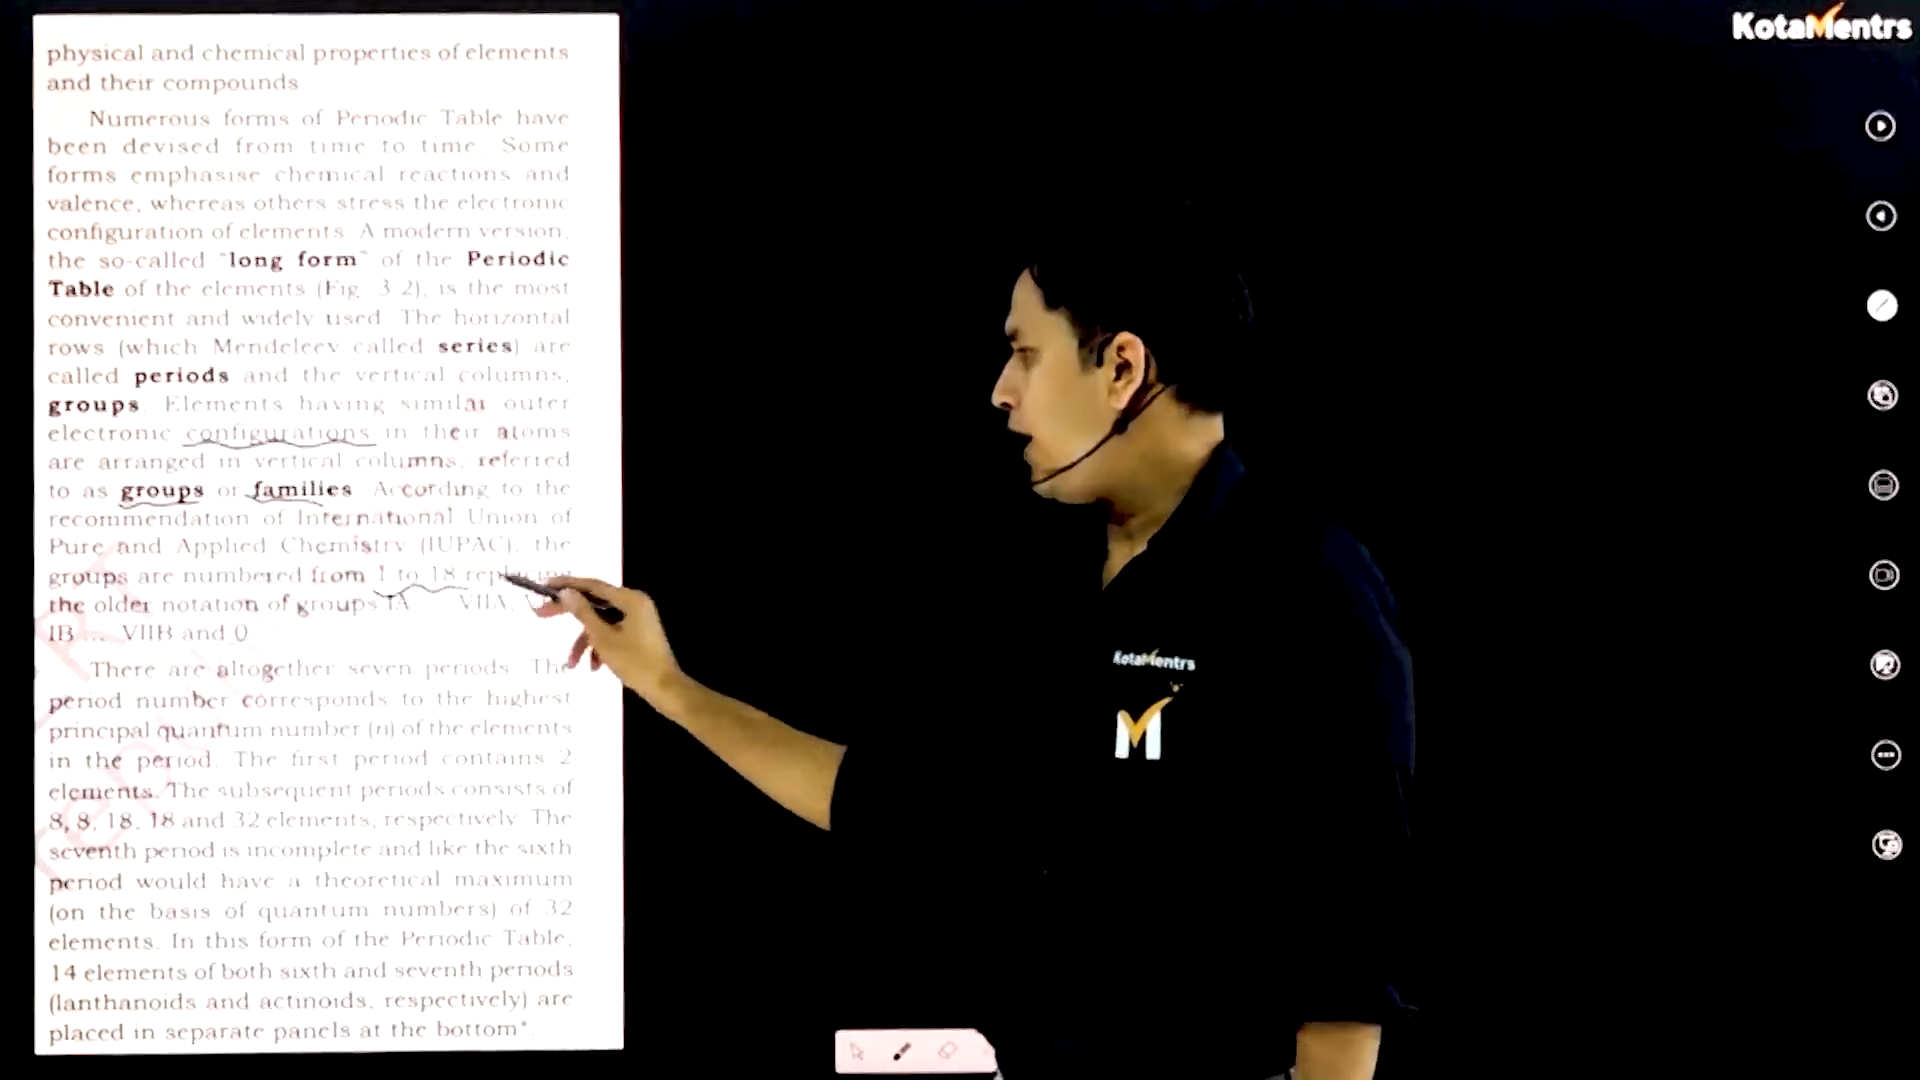 KotaMentrs
physical and chemical properties of elements
and their compounds.
Numerous forms of Periodic Table have
been devised from time to time. Some
forms emphasise chemical reactions and
valence, whereas others stress the electronic
configuration of elements. A modern version,
the so-called "long form" of the Periodic
Table of the elements (Fig. 3.2), is the most
convenient and widely used. The horizontal
rows (which Mendeleev called series) are
called periods and the vertical columns,
groups. Elements having similar outer
electronic configurations in their atoms
are arranged in vertical columns, referred
to as groups or families. According to the
recommendation of International Union of
Pure and Applied Chemistry (IUPAC), the
groups are numbered from 1 to 18 replacing
the older notation of groups IA VIIA,
IB ... VIIB and 0.
There are altogether seven periods. The
period number corresponds to the highest
principal quantum number (n) of the elements
in the period. The first period contains 2
elements. The subsequent periods consists of
8, 8, 18, 18 and 32 elements, respectively. The
seventh period is incomplete and like the sixth
period would have a theoretical maximum
(on the basis of quantum numbers) of 32
elements. In this form of the Periodic Table,
14 elements of both sixth and seventh periods
(lanthanoids and actinoids, respectively) are
placed in separate panels at the bottom*.
KotaMentrs
M